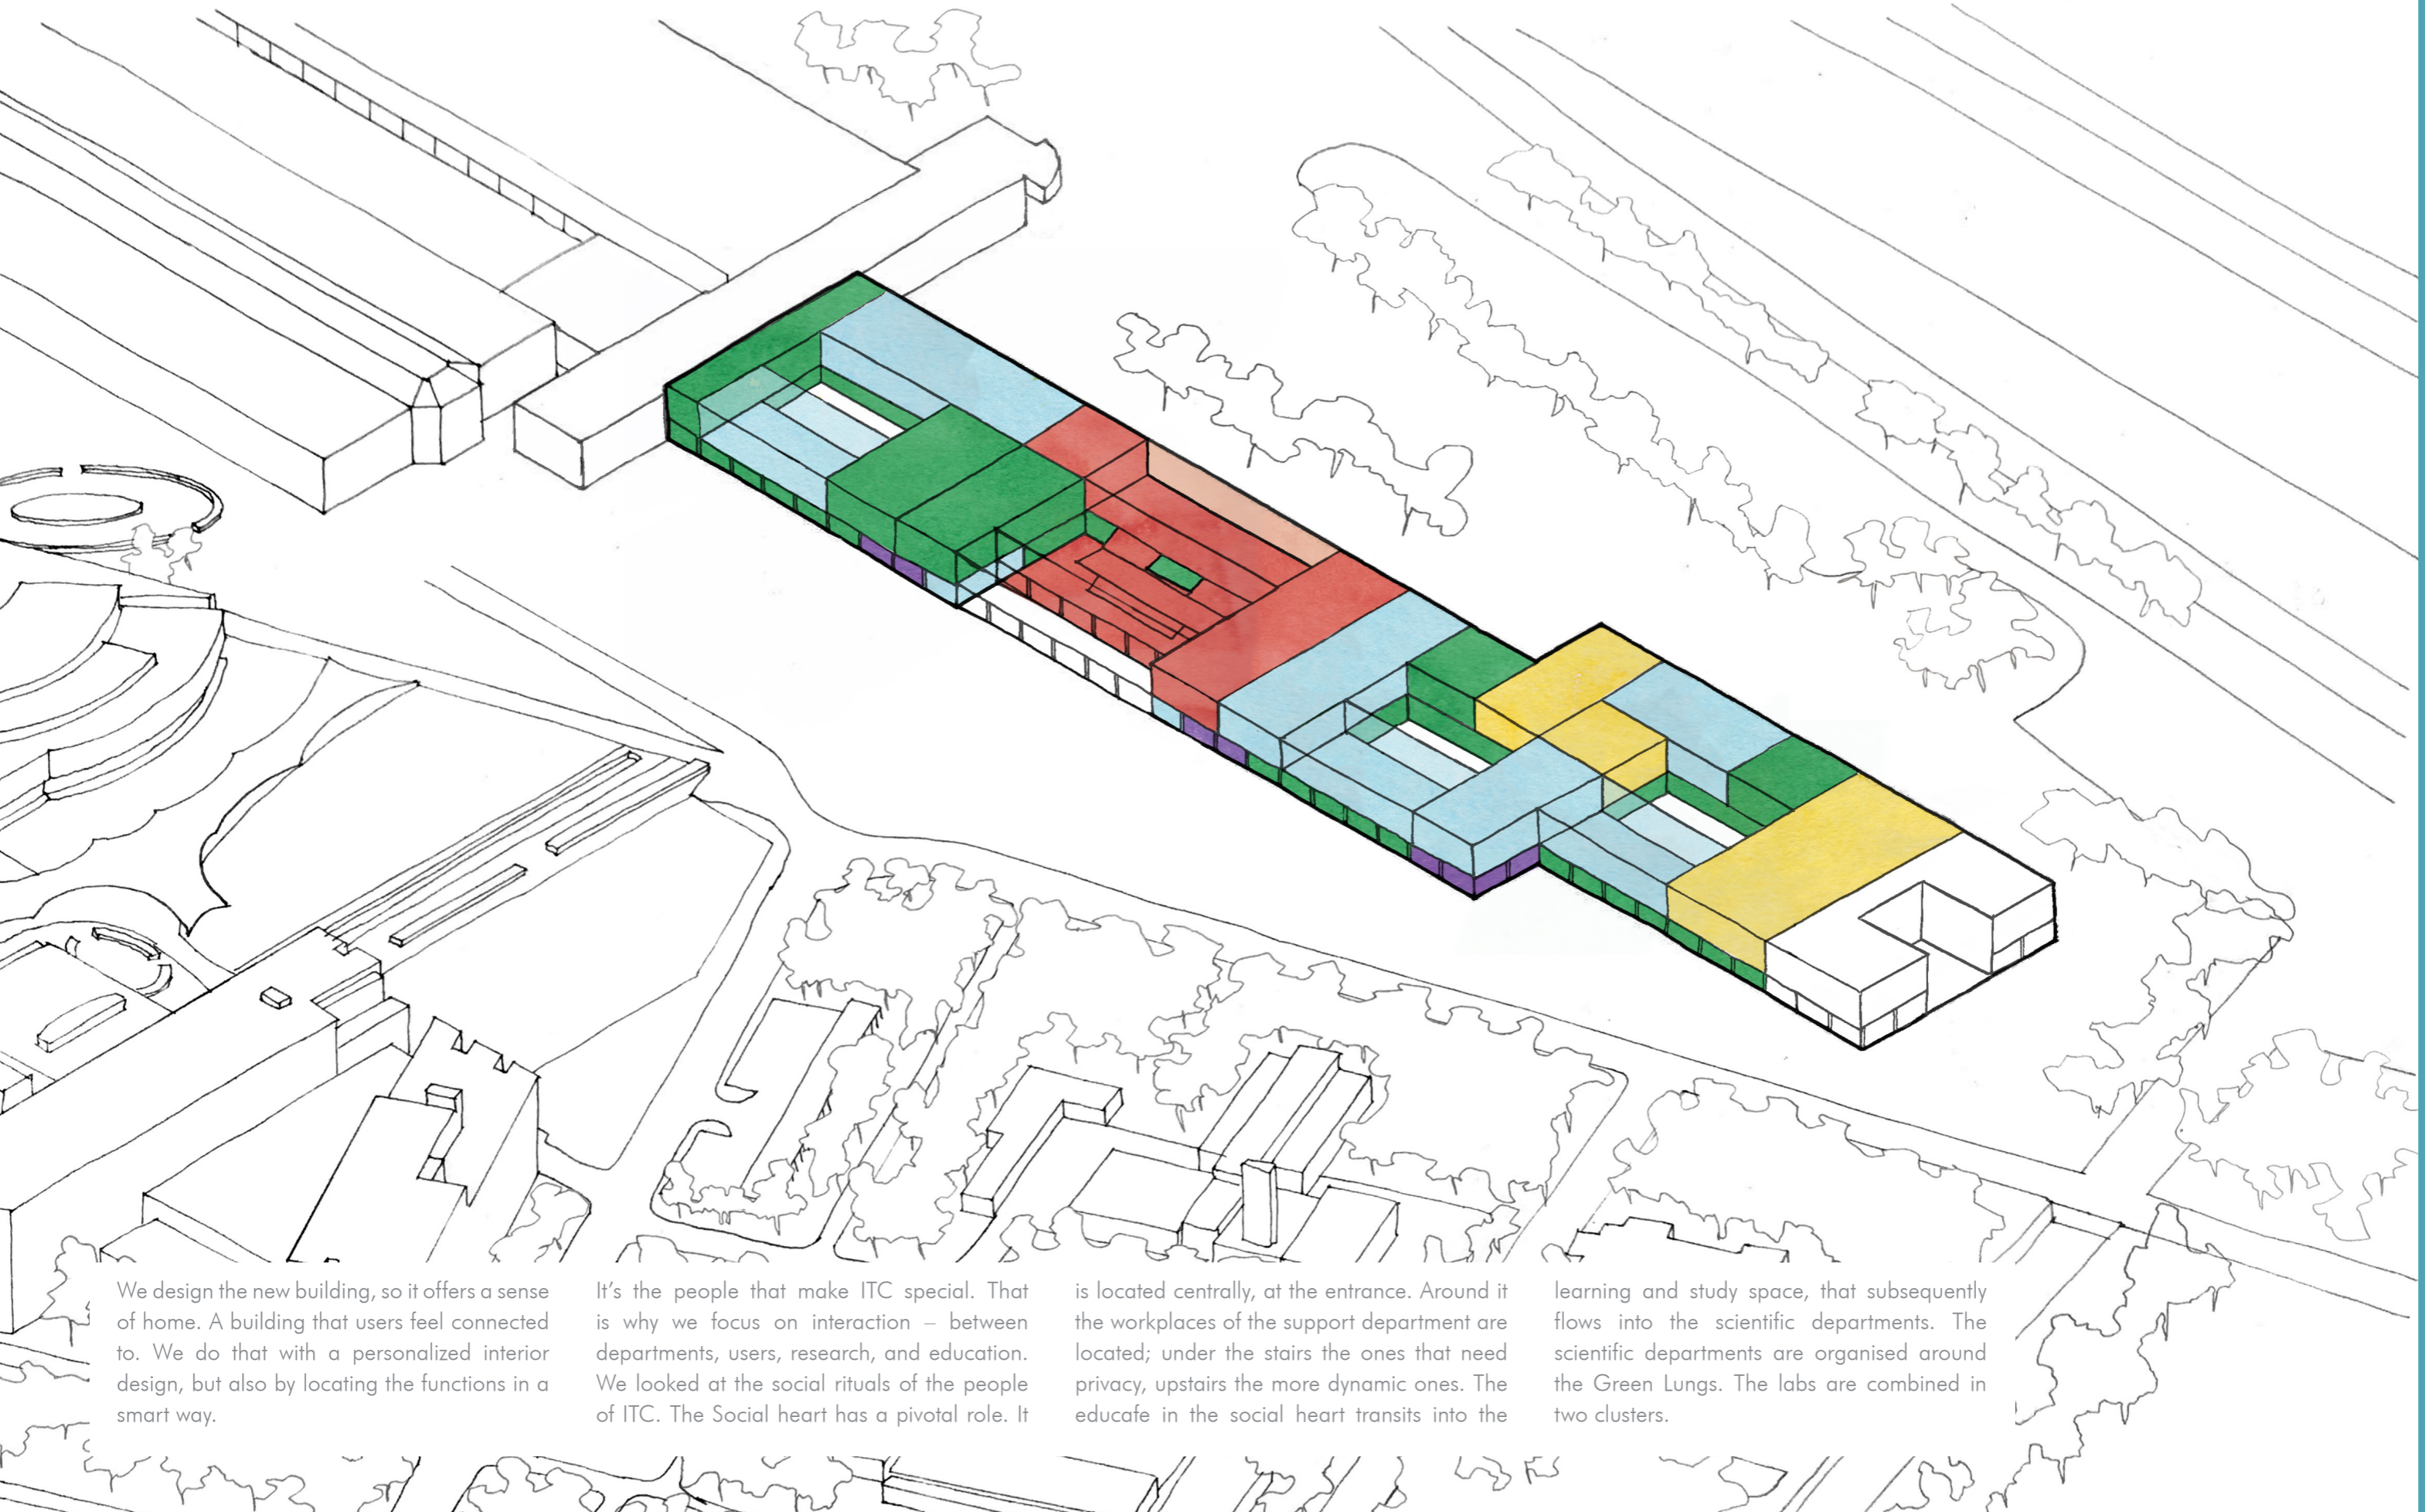 We design the new building, so it offers a sense
of home. A building that users feel connected
to. We do that with a personalized interior
design, but also by locating the functions in a
smart way.
It's the people that make ITC special. That
is why we focus on interaction – between
departments, users, research, and education.
We looked at the social rituals of the people
of ITC. The Social heart has a pivotal role. It
is located centrally, at the entrance. Around it
the workplaces of the support department are
located; under the stairs the ones that need
privacy, upstairs the more dynamic ones. The
educafe in the social heart transits into the
learning and study space, that subsequently
flows into the scientific departments. The
scientific departments are organised around
the Green Lungs. The labs are combined in
two clusters.